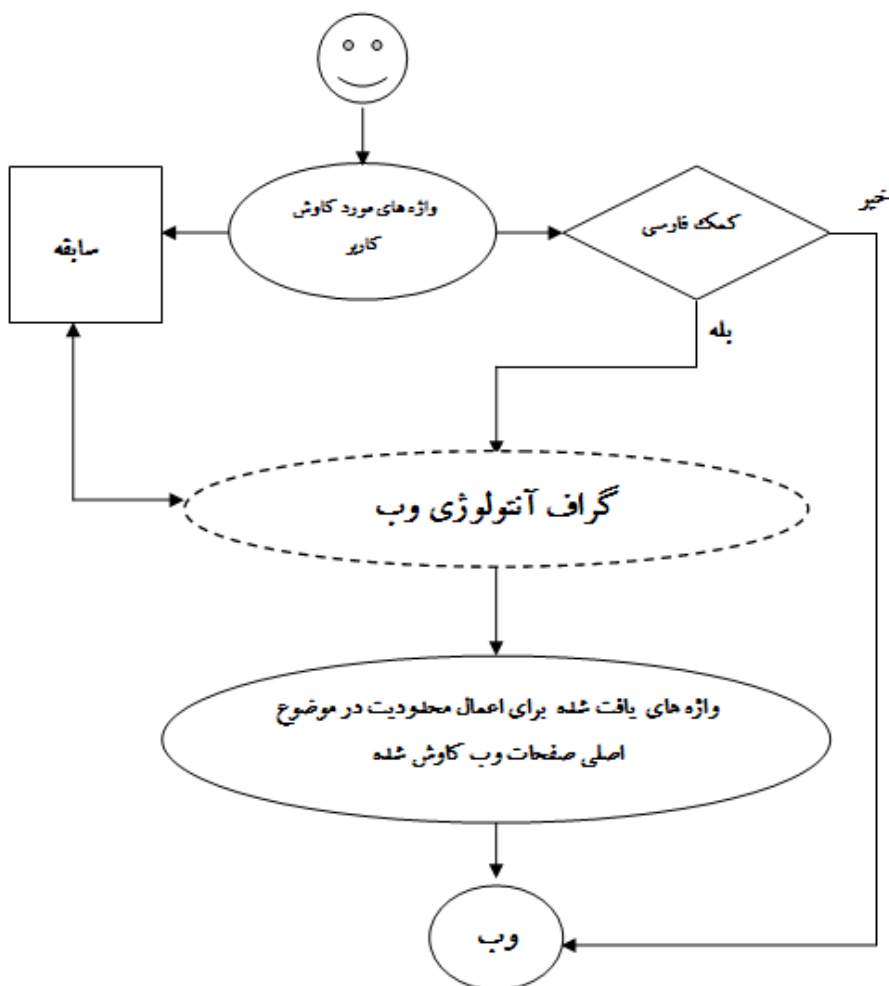 واژه های مورد کاوش
کاربر
کمک فارسی
خیر
سابقه
بله
گراف آنتولوژی وب
واژه های یافت شده برای اعمال محدودیت در موضوع
اصلی صفحات وب کاوش شده
وب